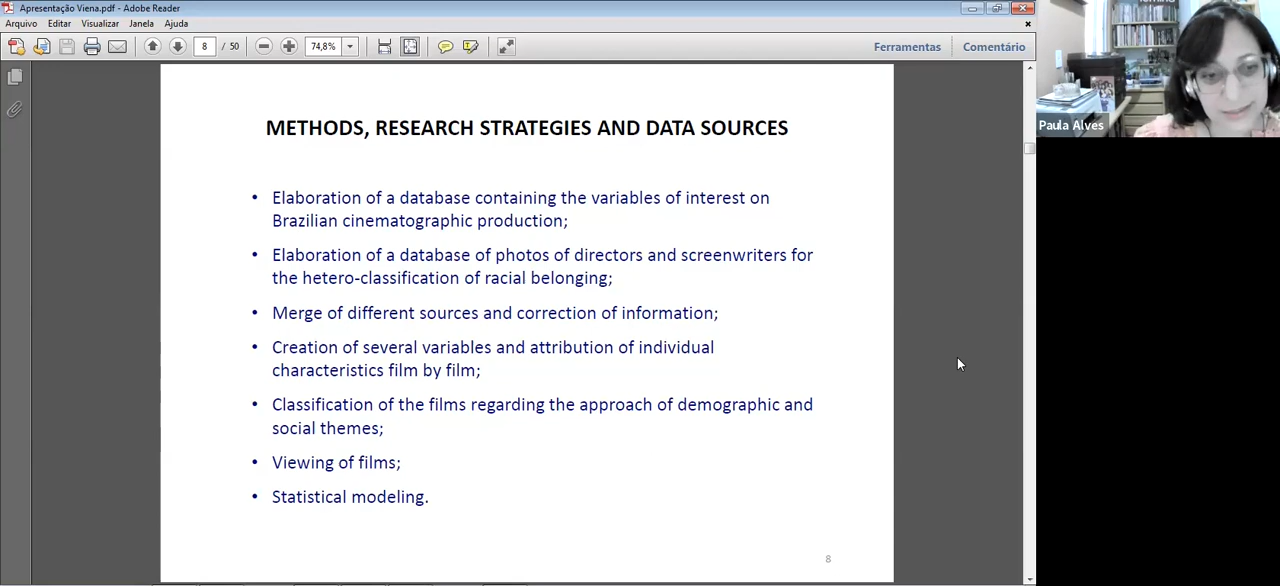 Apresentação Viena.pdf - Adobe Reader
Arquivo Editar Visualizar Janela Ajuda
8 / 50 74,8% Ferramentas Comentário
Paula Alves
METHODS, RESEARCH STRATEGIES AND DATA SOURCES
• Elaboration of a database containing the variables of interest on
Brazilian cinematographic production;
• Elaboration of a database of photos of directors and screenwriters for
the hetero-classification of racial belonging;
• Merge of different sources and correction of information;
• Creation of several variables and attribution of individual
characteristics film by film;
• Classification of the films regarding the approach of demographic and
social themes;
• Viewing of films;
• Statistical modeling.
8